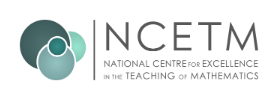 NCETM
NATIONAL CENTRE FOR EXCELLENCE
IN THE TEACHING OF MATHEMATICS